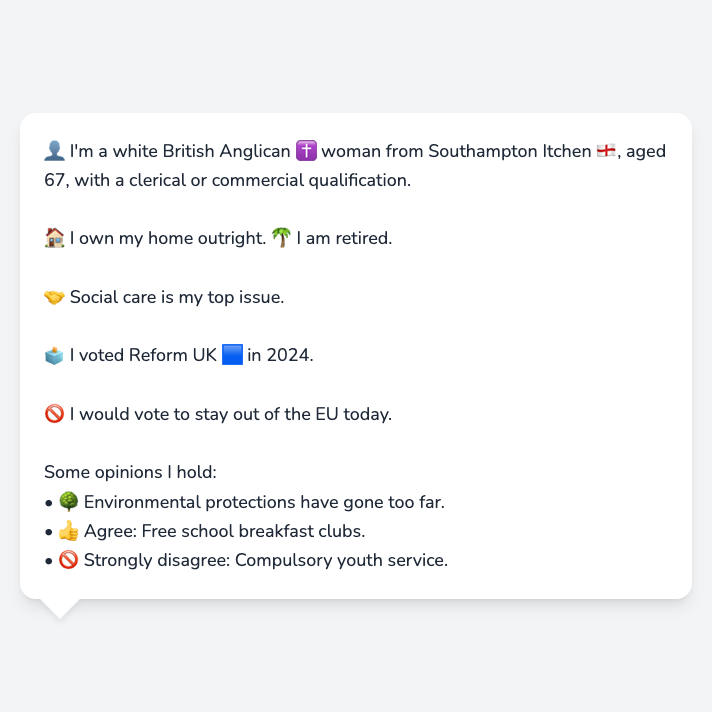 👤 I'm a white British Anglican ✝️ woman from Southampton Itchen 🏴󠁧󠁢󠁥󠁮󠁧󠁿, aged
67, with a clerical or commercial qualification.
🏠 I own my home outright. 🌴 I am retired.
🤝 Social care is my top issue.
🗳️ I voted Reform UK 🟦 in 2024.
🚫 I would vote to stay out of the EU today.
Some opinions I hold:
• 🌳 Environmental protections have gone too far.
• 👍 Agree: Free school breakfast clubs.
• 🚫 Strongly disagree: Compulsory youth service.